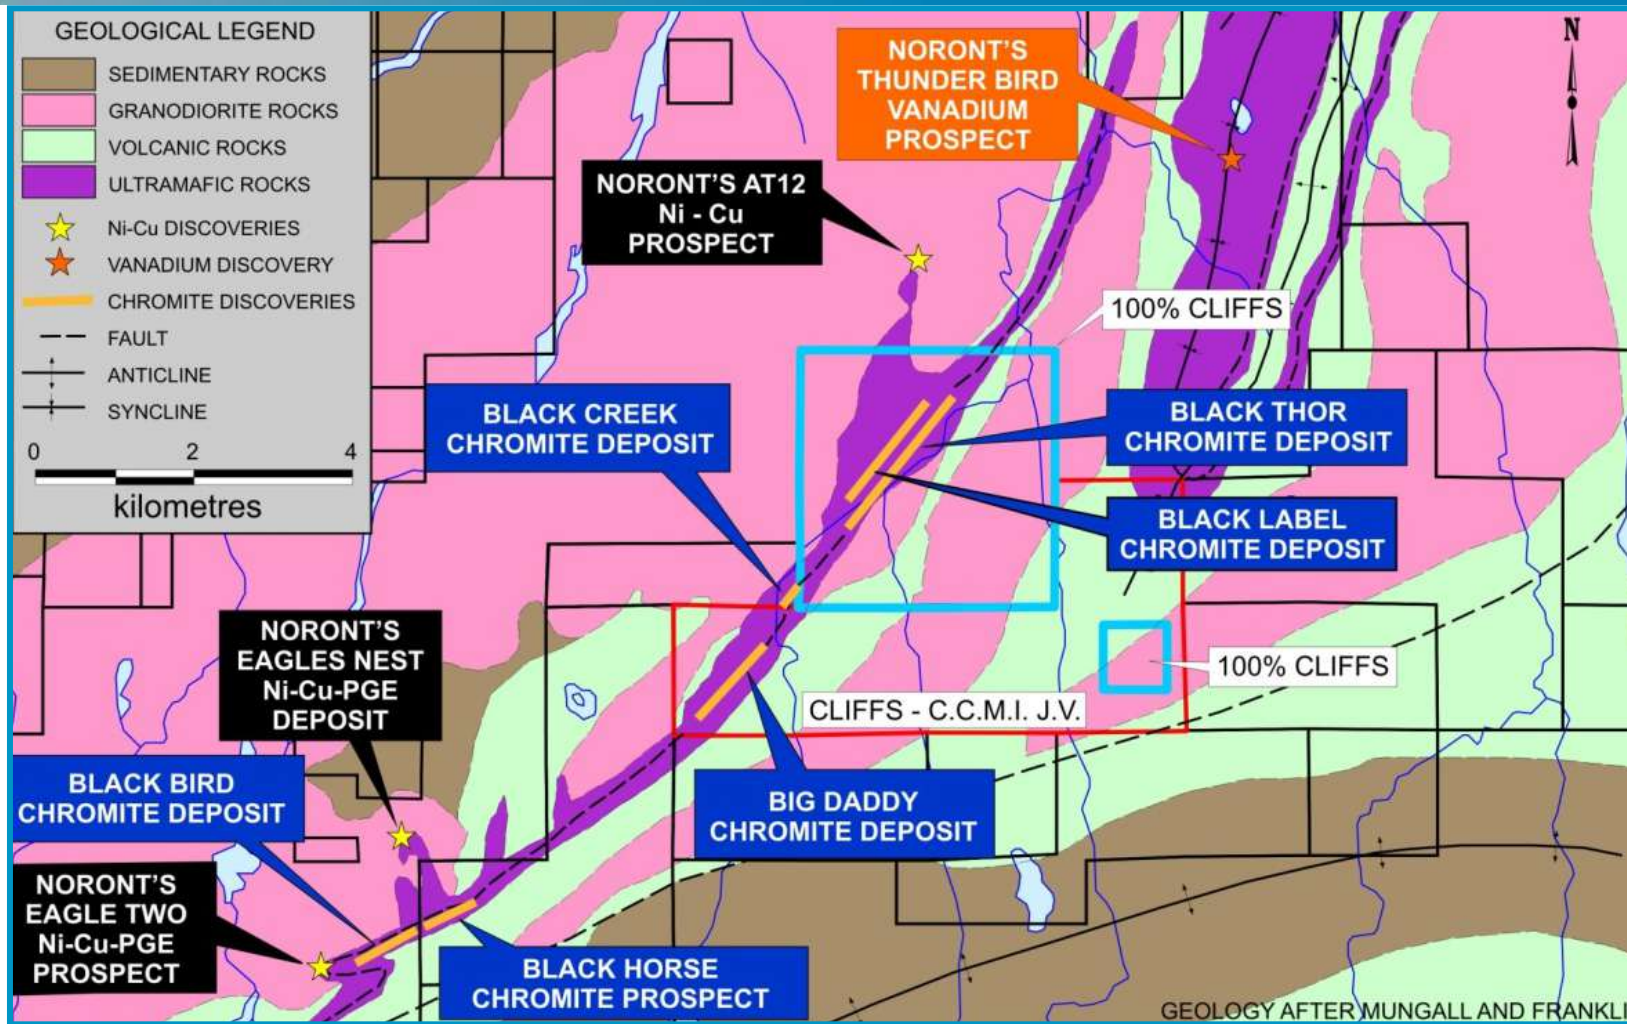 GEOLOGICAL LEGEND
SEDIMENTARY ROCKS
GRANODIORITE ROCKS
VOLCANIC ROCKS
ULTRAMAFIC ROCKS
Ni-Cu DISCOVERIES
VANADIUM DISCOVERY
CHROMITE DISCOVERIES
FAULT
ANTICLINE
SYNCLINE
0 2 4
kilometres
NORONT'S
THUNDER BIRD
VANADIUM
PROSPECT
N
NORONT'S AT12
Ni - Cu
PROSPECT
100% CLIFFS
BLACK CREEK
CHROMITE DEPOSIT
BLACK THOR
CHROMITE DEPOSIT
BLACK LABEL
CHROMITE DEPOSIT
NORONT'S
EAGLES NEST
Ni-Cu-PGE
DEPOSIT
100% CLIFFS
CLIFFS - C.C.M.I. J.V.
BLACK BIRD
CHROMITE DEPOSIT
BIG DADDY
CHROMITE DEPOSIT
NORONT'S
EAGLE TWO
Ni-Cu-PGE
PROSPECT
BLACK HORSE
CHROMITE PROSPECT
GEOLOGY AFTER MUNGALL AND FRANKLI